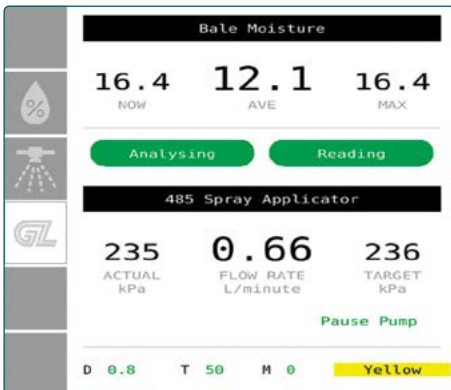 Bale Moisture
16.4 12.1 16.4
NOW AVE MAX
%
Analysing Reading
485 Spray Applicator
GL
235 0.66 236
ACTUAL FLOW RATE TARGET
kPa L/minute kPa
Pause Pump
D 0.8 T 50 M 0 Yellow